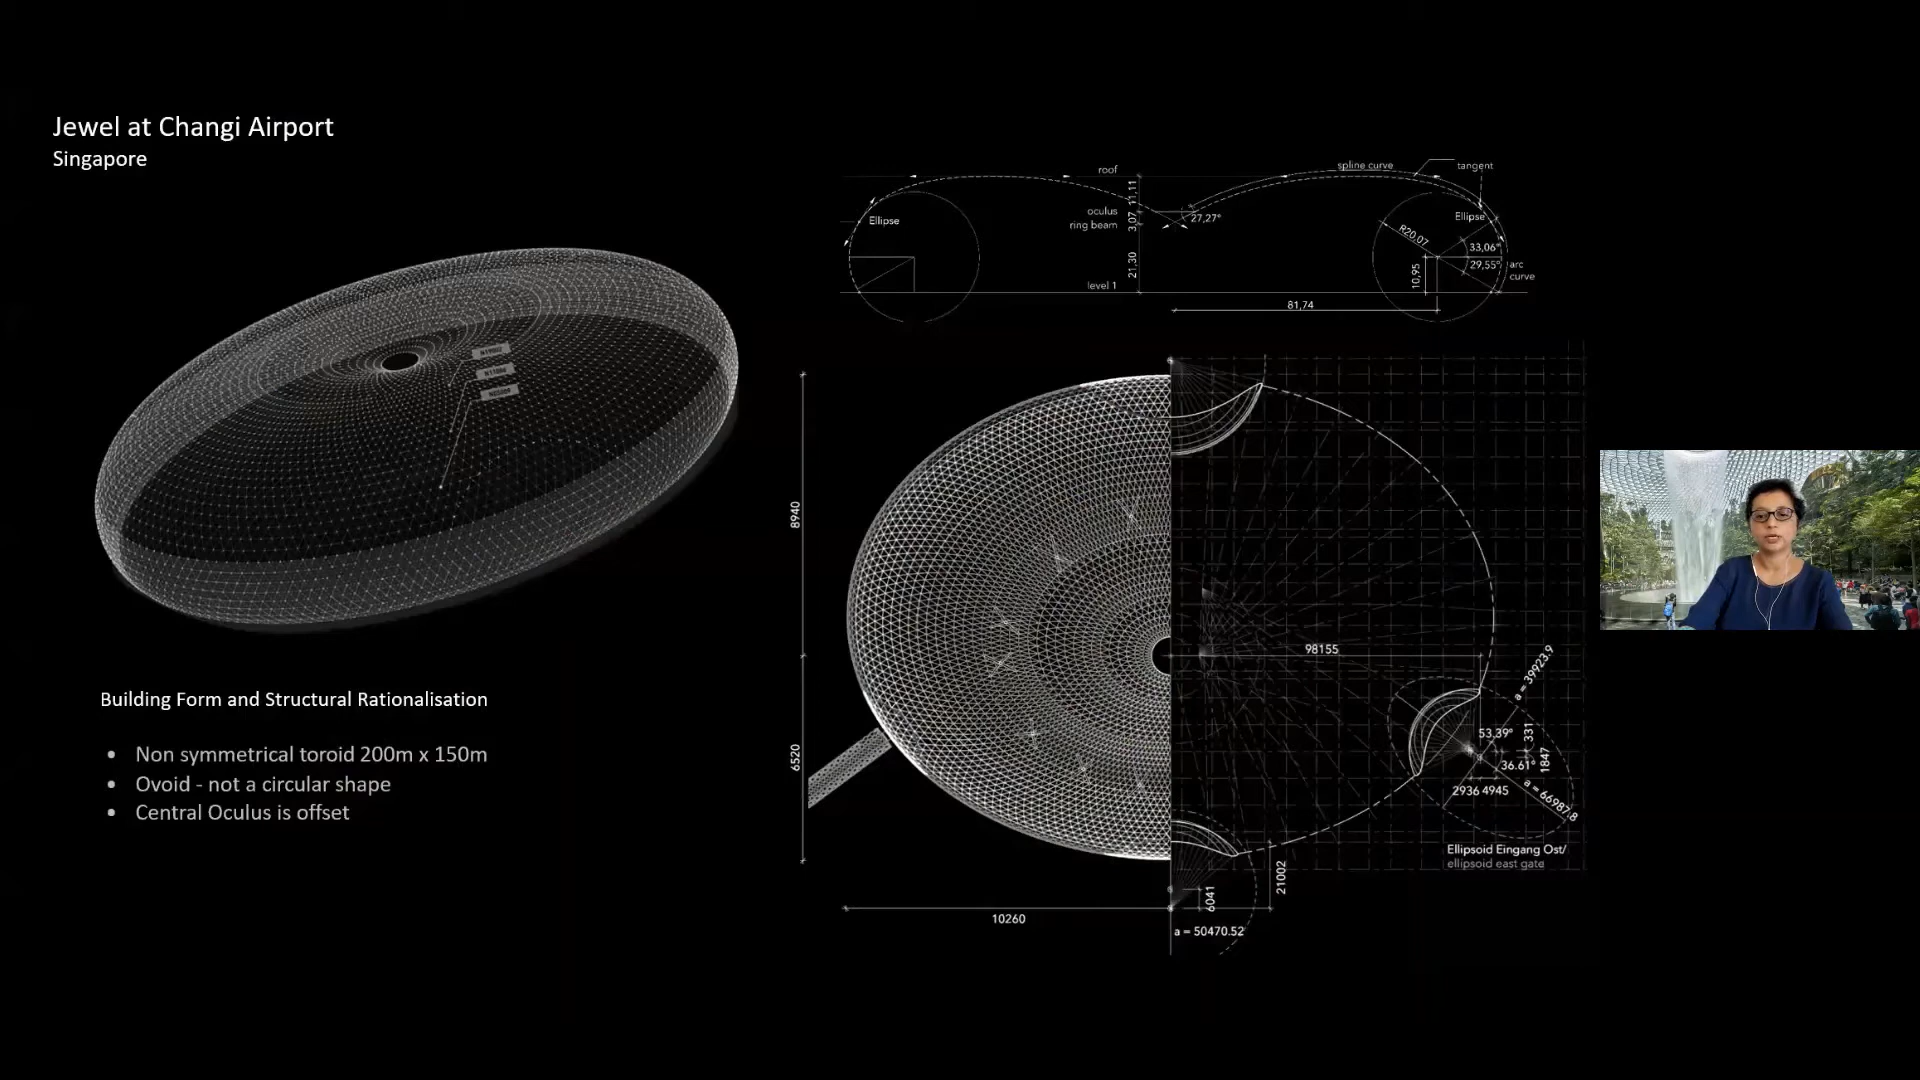 Jewel at Changi Airport
Singapore
roof
spline curve
tangent
11,11
Ellipse
oculus
ring beam
3,07
27,27°
Ellipse
R20,07
33,06°
29,55°
arc
curve
21,30
10,95
level 1
81,74
8940
98155
a = 39923.9
Building Form and Structural Rationalisation
53.39°
331
36.61°
1847
6520
2936 4945
a = 66987.8
• Non symmetrical toroid 200m x 150m
• Ovoid - not a circular shape
• Central Oculus is offset
Ellipsoid Eingang Ost/
ellipsoid east gate
21002
6041
10260
a = 50470.52